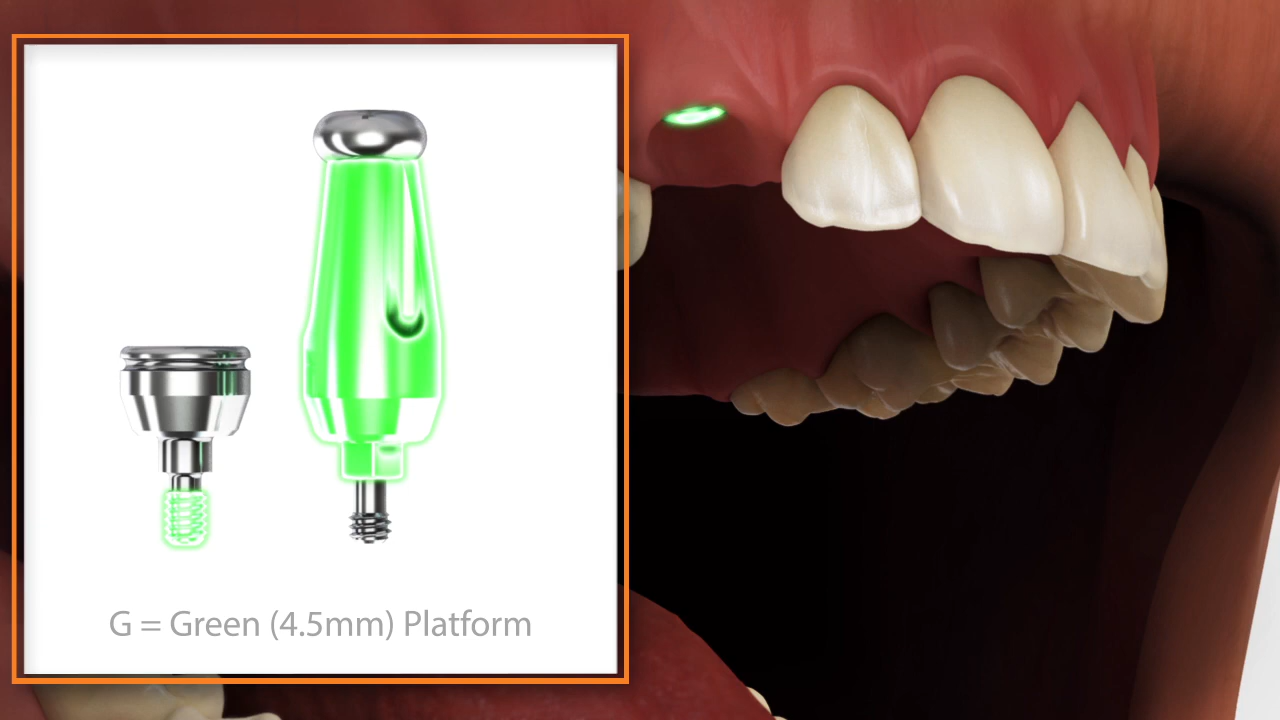 G = Green (4.5mm) Platform